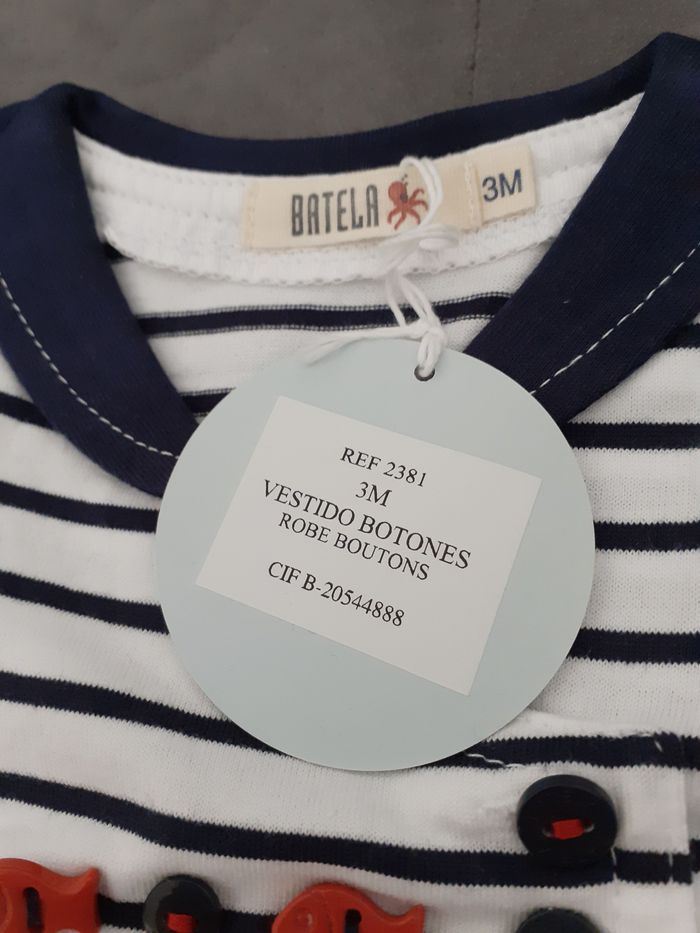 BATELA
3M
REF 2381
3M
VESTIDO BOTONES
ROBE BOUTONS
CIF B-20544888